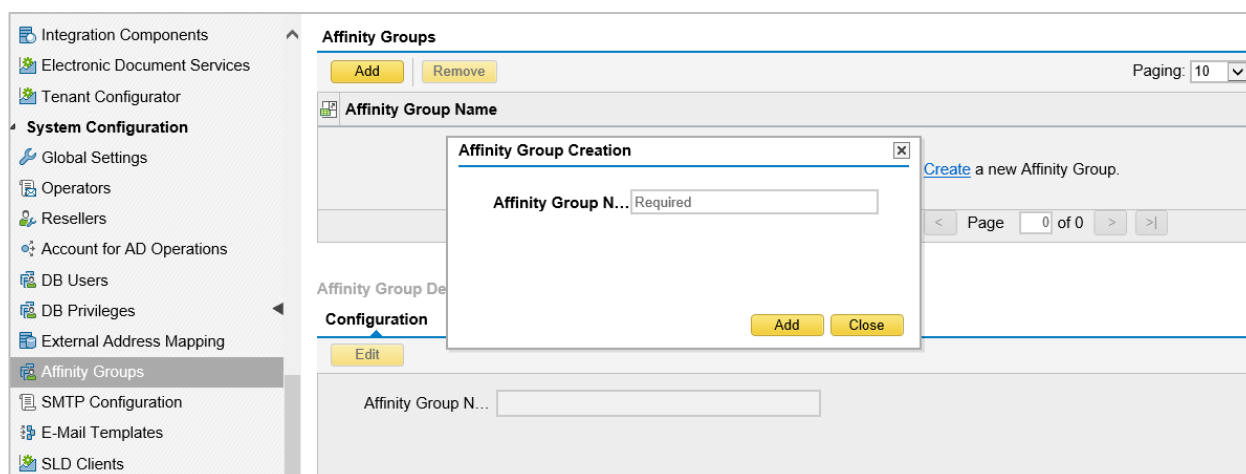 Integration Components
Electronic Document Services
Tenant Configurator
System Configuration
Global Settings
Operators
Resellers
Account for AD Operations
DB Users
DB Privileges
External Address Mapping
Affinity Groups
SMTP Configuration
E-Mail Templates
SLD Clients
Affinity Groups
Add Remove Paging: 10
Affinity Group Name
Create a new Affinity Group.
< Page 0 of 0 > >|
Affinity Group Creation
Affinity Group N... Required
Add Close
Affinity Group De
Configuration
Edit
Affinity Group N...